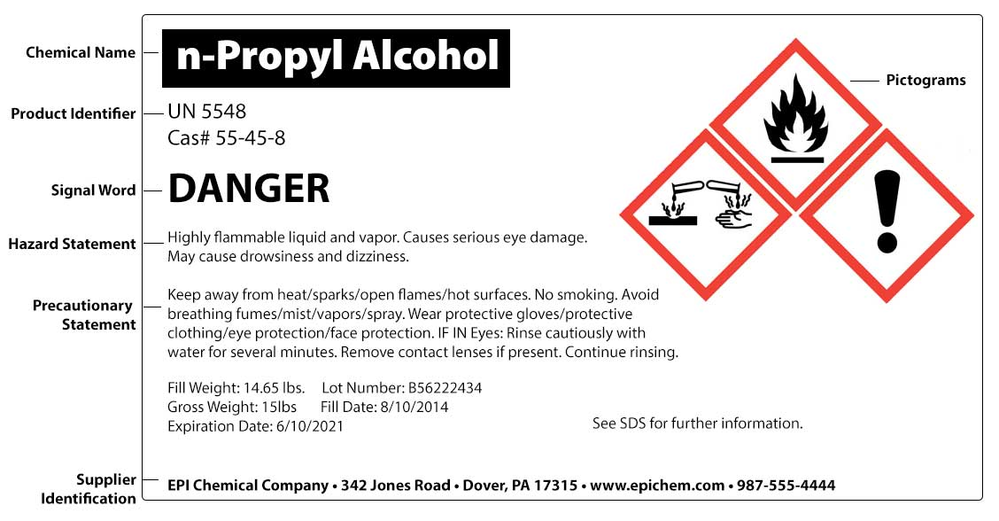 Chemical Name
n-Propyl Alcohol
Pictograms
Product Identifier
UN 5548
Cas# 55-45-8
Signal Word
DANGER
Hazard Statement
Highly flammable liquid and vapor. Causes serious eye damage.
May cause drowsiness and dizziness.
Precautionary
Statement
Keep away from heat/sparks/open flames/hot surfaces. No smoking. Avoid
breathing fumes/mist/vapors/spray. Wear protective gloves/protective
clothing/eye protection/face protection. IF IN Eyes: Rinse cautiously with
water for several minutes. Remove contact lenses if present. Continue rinsing.
Fill Weight: 14.65 lbs. Lot Number: B56222434
Gross Weight: 15lbs Fill Date: 8/10/2014
Expiration Date: 6/10/2021
See SDS for further information.
Supplier
Identification
EPI Chemical Company • 342 Jones Road • Dover, PA 17315 • www.epichem.com • 987-555-4444